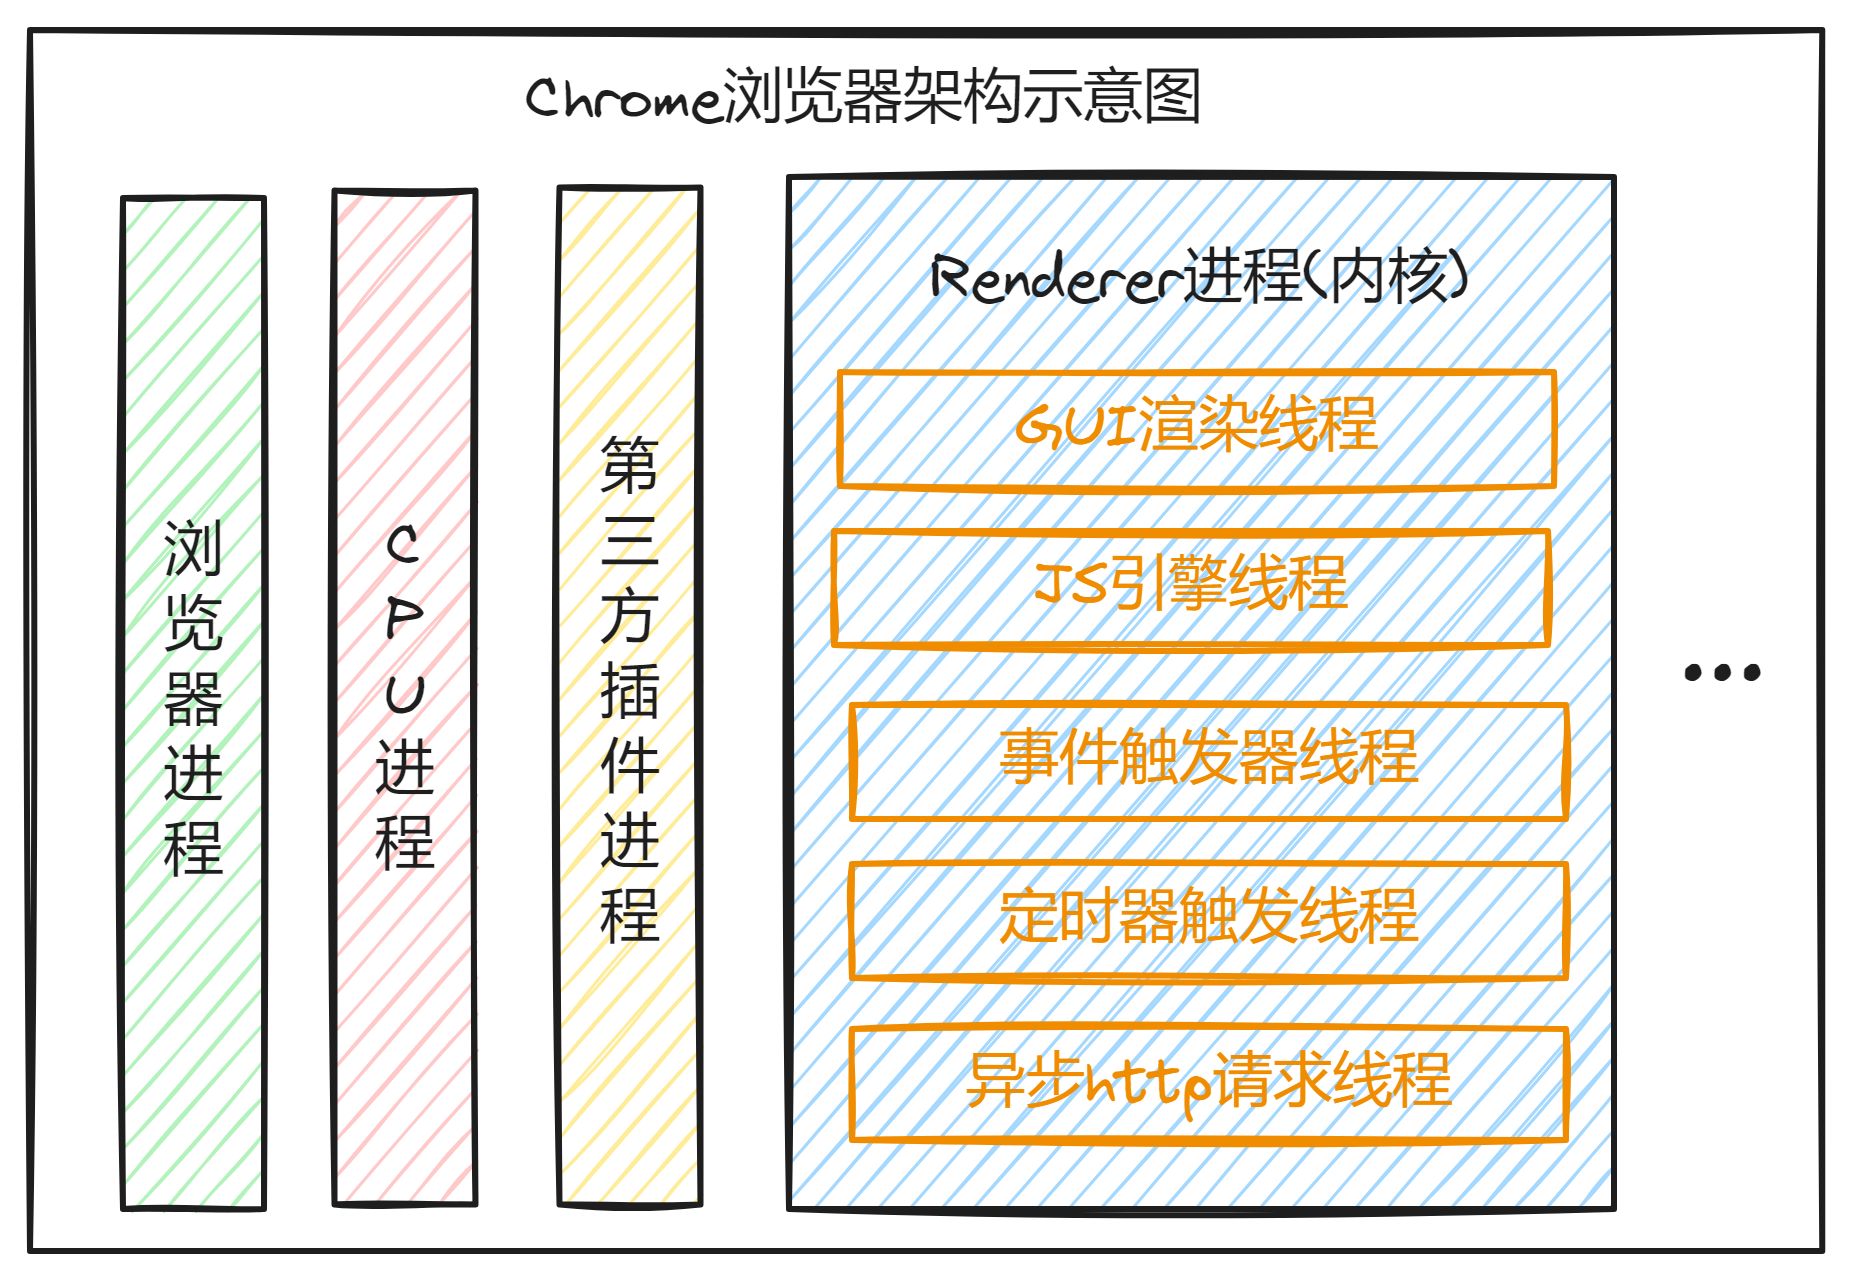 Chrome浏览器架构示意图
浏览器进程
CPU进程
第三方插件进程
Renderer进程(内核)
GUI渲染线程
JS引擎线程
事件触发器线程
定时器触发线程
异步http请求线程
...